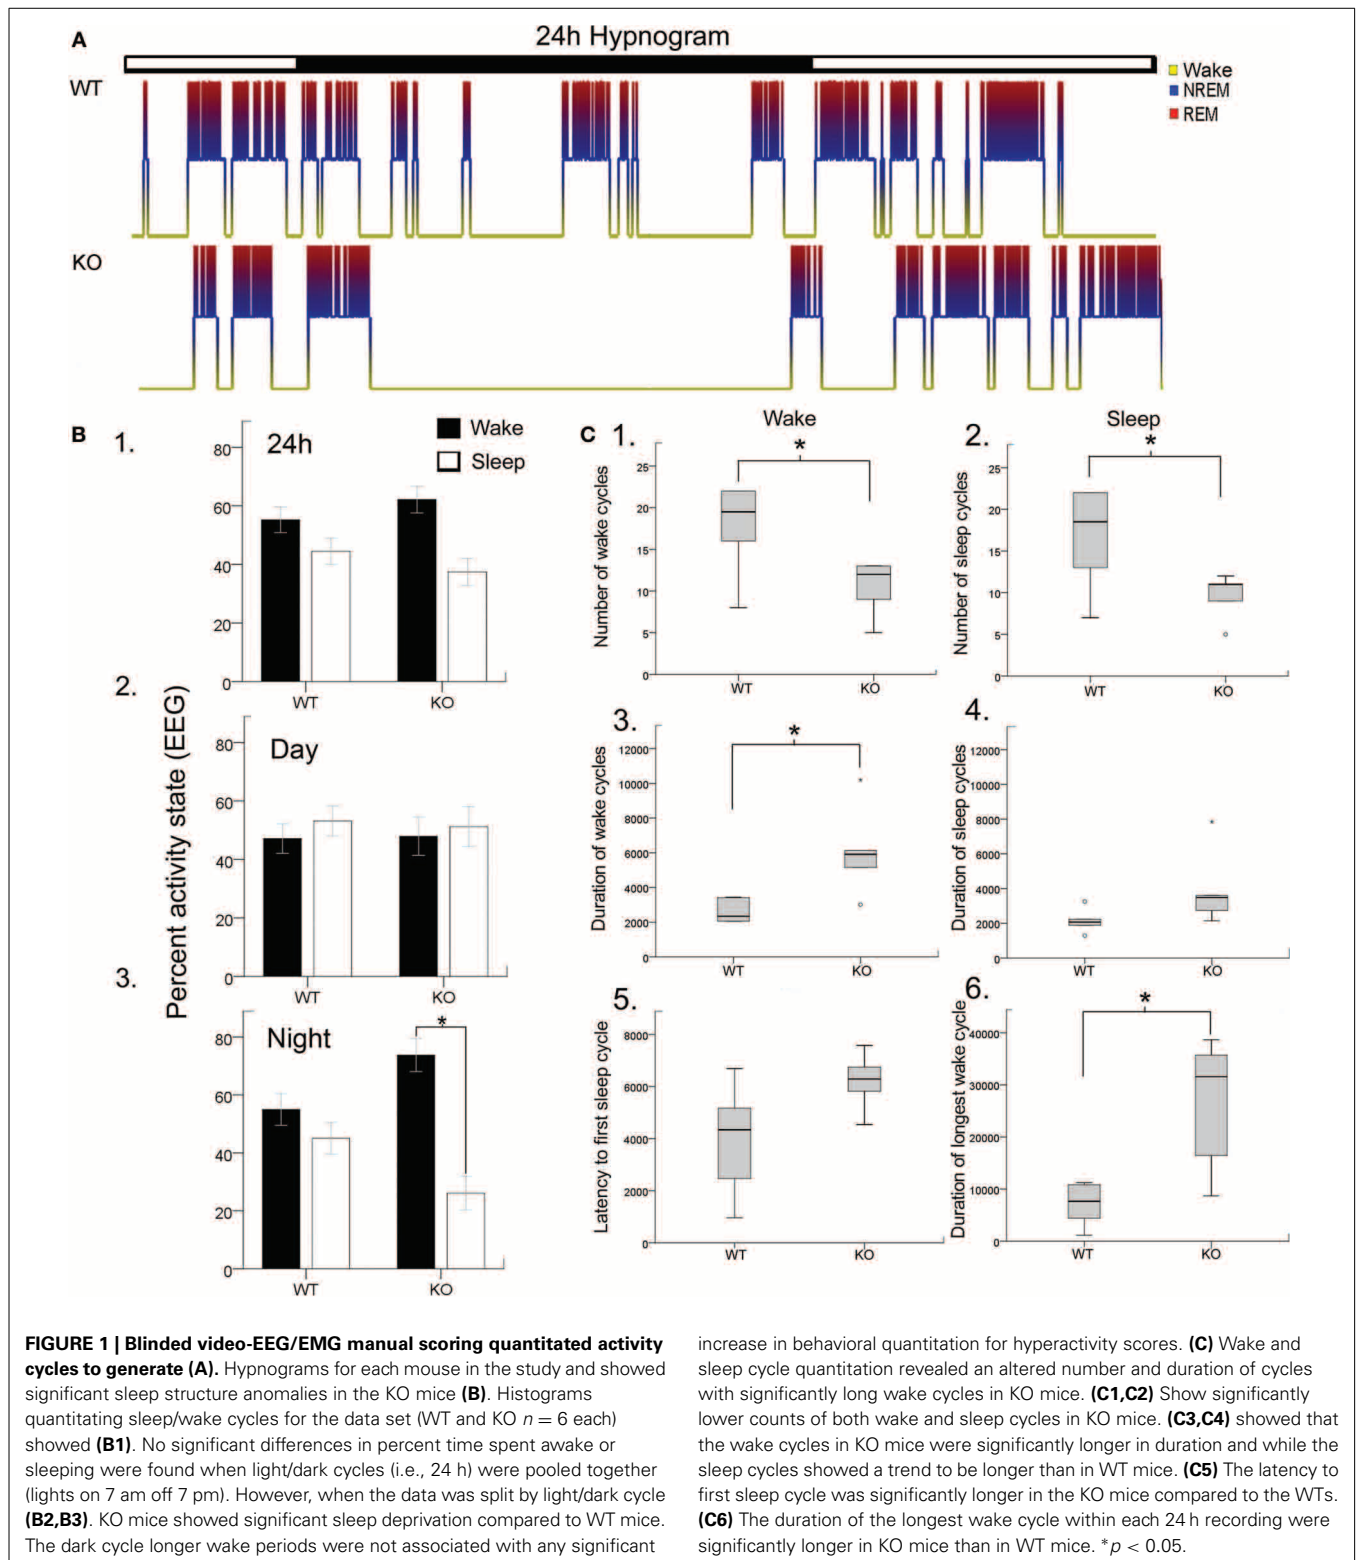 A
24h Hypnogram
WT
Wake
NREM
REM
KO
B
1.
24h
Wake
Sleep
80
60
40
20
0
WT
KO
2.
Day
80
60
40
20
0
WT
KO
3.
Night
*
80
60
40
20
0
WT
KO
Percent activity state (EEG)
C
Wake
Sleep
1.
*
Number of wake cycles
25
20
15
10
5
0
WT
KO
2.
*
Number of sleep cycles
25
20
15
10
5
0
WT
KO
3.
*
Duration of wake cycles
12000
10000
8000
6000
4000
2000
0
WT
KO
4.
Duration of sleep cycles
12000
10000
8000
6000
4000
2000
0
WT
KO
5.
Latency to first sleep cycle
8000
6000
4000
2000
0
WT
KO
6.
*
Duration of longest wake cycle
40000
30000
20000
10000
0
WT
KO
FIGURE 1 | Blinded video-EEG/EMG manual scoring quantitated activity
cycles to generate (A). Hypnograms for each mouse in the study and showed
significant sleep structure anomalies in the KO mice (B). Histograms
quantitating sleep/wake cycles for the data set (WT and KO n = 6 each)
showed (B1). No significant differences in percent time spent awake or
sleeping were found when light/dark cycles (i.e., 24 h) were pooled together
(lights on 7 am off 7 pm). However, when the data was split by light/dark cycle
(B2,B3). KO mice showed significant sleep deprivation compared to WT mice.
The dark cycle longer wake periods were not associated with any significant
increase in behavioral quantitation for hyperactivity scores. (C) Wake and
sleep cycle quantitation revealed an altered number and duration of cycles
with significantly long wake cycles in KO mice. (C1,C2) Show significantly
lower counts of both wake and sleep cycles in KO mice. (C3,C4) showed that
the wake cycles in KO mice were significantly longer in duration and while the
sleep cycles showed a trend to be longer than in WT mice. (C5) The latency to
first sleep cycle was significantly longer in the KO mice compared to the WTs.
(C6) The duration of the longest wake cycle within each 24 h recording were
significantly longer in KO mice than in WT mice. *p < 0.05.